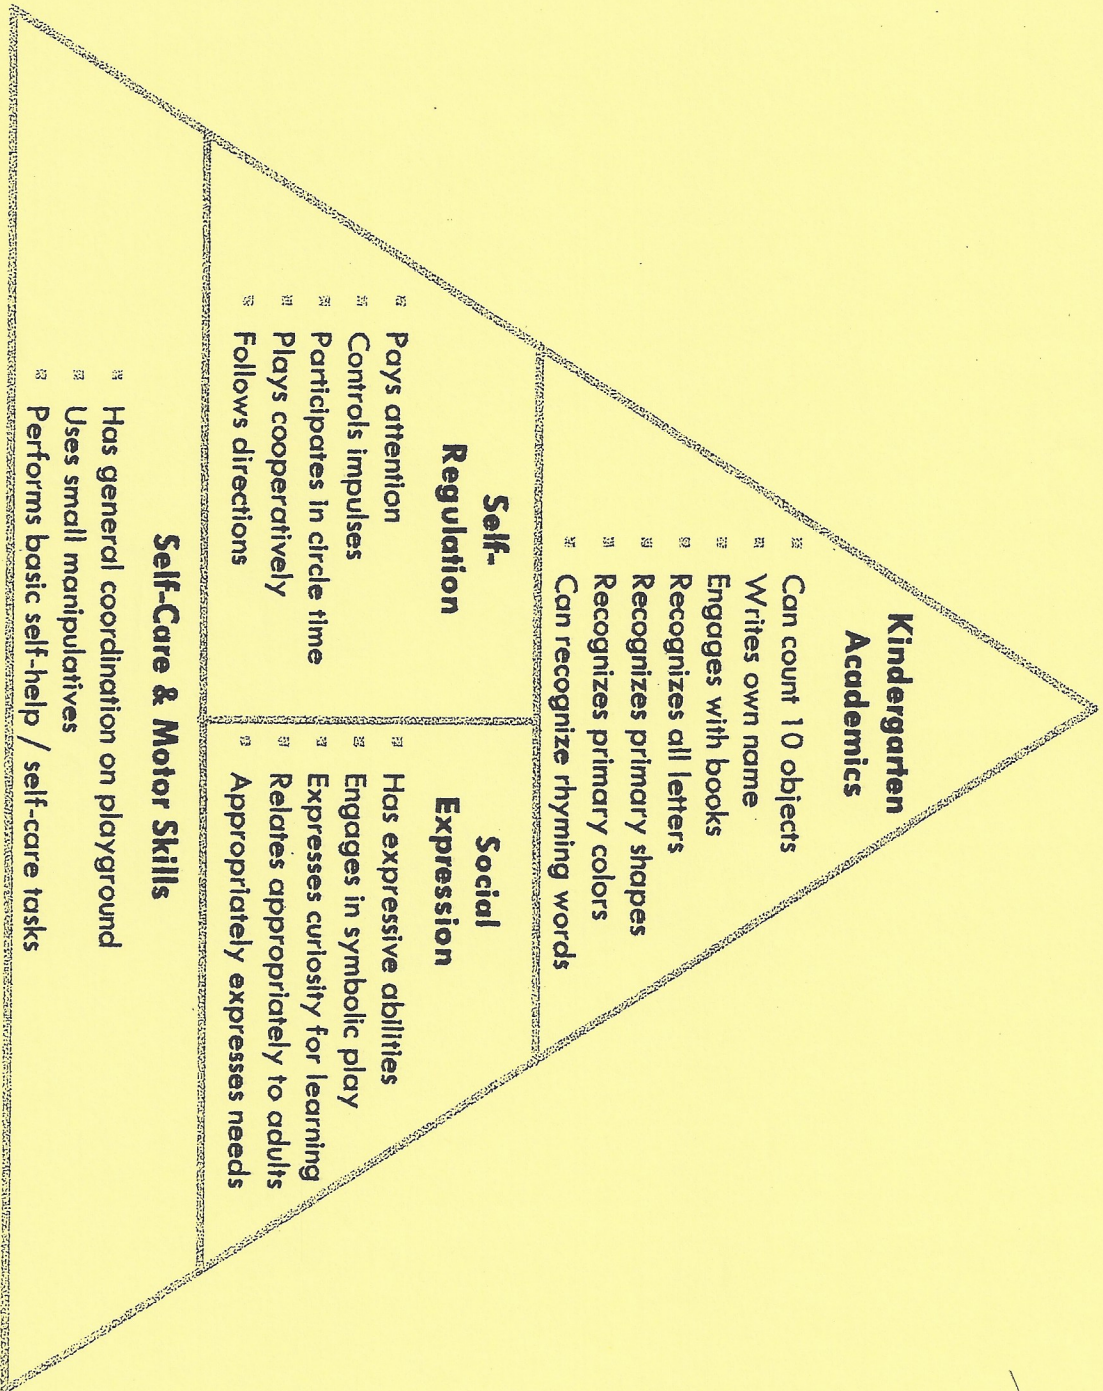 Kindergarten
Academics
Can count 10 objects
Writes own name
Engages with books
Recognizes all letters
Recognizes primary shapes
Recognizes primary colors
Can recognize rhyming words
Self-
Regulation
Pays attention
Controls impulses
Participates in circle time
Plays cooperatively
Follows directions
Social
Expression
Has expressive abilities
Engages in symbolic play
Expresses curiosity for learning
Relates appropriately to adults
Appropriately expresses needs
Self-Care & Motor Skills
Has general coordination on playground
Uses small manipulatives
Performs basic self-help / self-care tasks